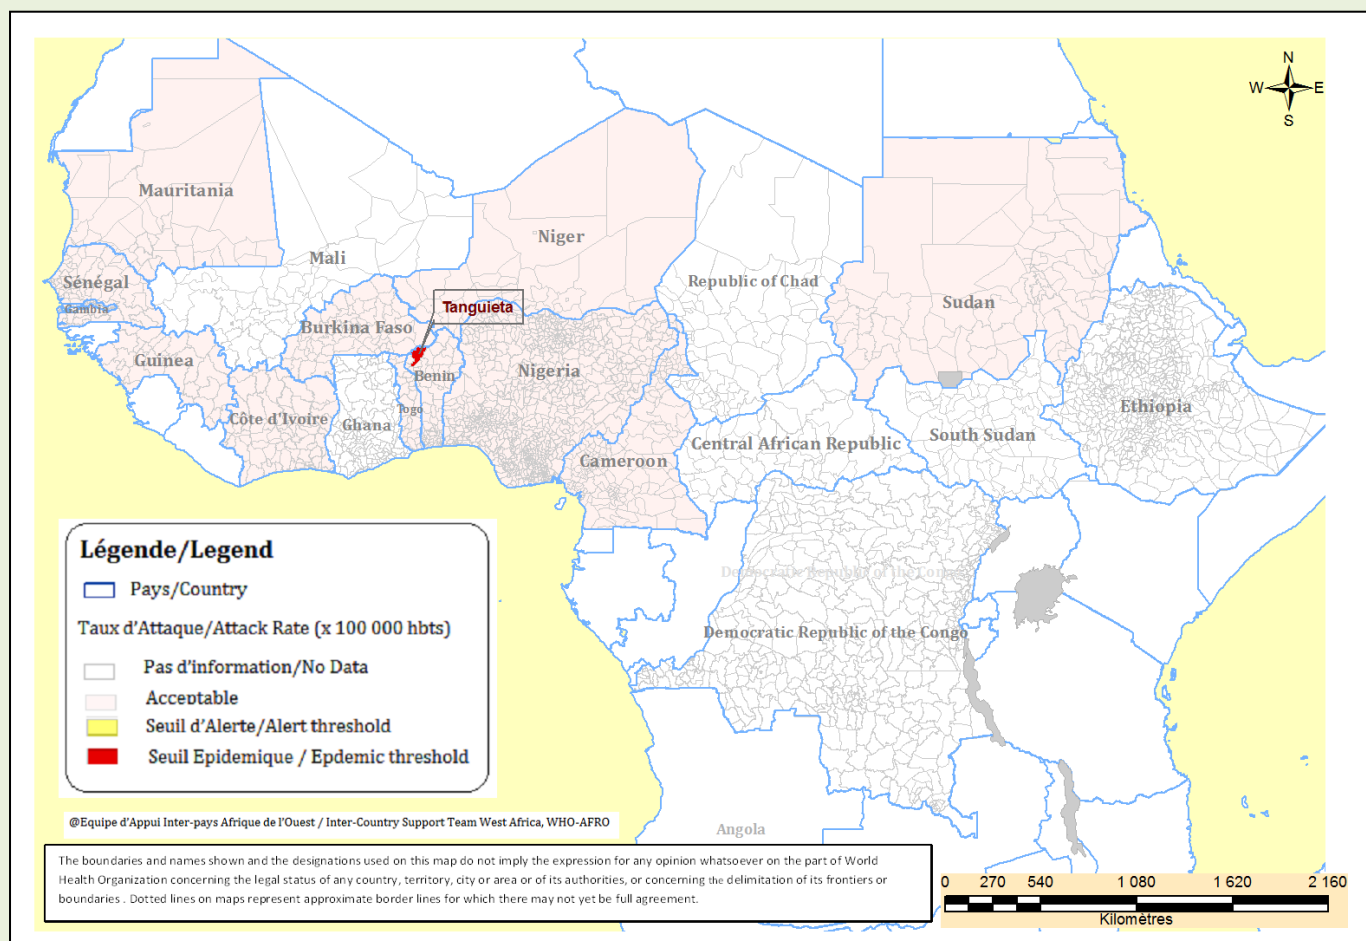 N
W E
S
Mauritania
Mali
Niger
Republic of Chad
Sudan
Sénégal
Gambia
Tanguieta
Burkina Faso
Guinea
Benin
Nigeria
Togo
Côte d'Ivoire
Ghana
Ethiopia
Central African Republic
South Sudan
Cameroon
Democratic Republic of the Congo
Democratic Republic of the Congo
Angola
Légende/Legend
Pays/Country
Taux d'Attaque/Attack Rate (x 100 000 hbts)
Pas d'information/No Data
Acceptable
Seuil d'Alerte/Alert threshold
Seuil Epidemique / Epdemic threshold
@Equipe d'Appui Inter-pays Afrique de l'Ouest / Inter-Country Support Team West Africa, WHO-AFRO
The boundaries and names shown and the designations used on this map do not imply the expression for any opinion whatsoever on the part of World
Health Organization concerning the legal status of any country, territory, city or area or of its authorities, or concerning the delimitation of its frontiers or
boundaries . Dotted lines on maps represent approximate border lines for which there may not yet be full agreement.
0 270 540 1 080 1 620 2 160
Kilomètres